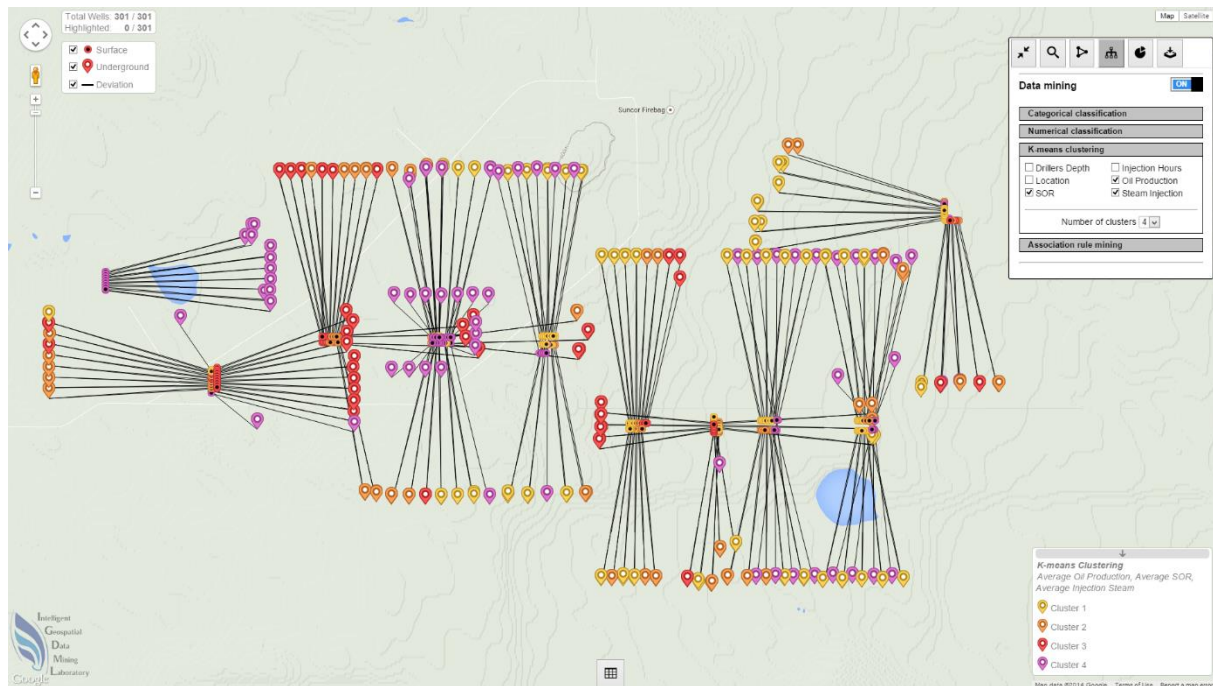 Total Wells: 301 / 301
Highlighted: 0 / 301
Surface
Underground
Deviation
Map Satellite
Suncor Firebag
Data mining ON
Categorical classification
Numerical classification
K-means clustering
Drillers Depth Injection Hours
Location Oil Production
SOR Steam Injection
Number of clusters 4
Association rule mining
K-means Clustering
Average Oil Production, Average SOR,
Average Injection Steam
Cluster 1
Cluster 2
Cluster 3
Cluster 4
Intelligent
Geospatial
Data
Mining
Laboratory
Google
Map data ©2014 Google Terms of Use Report a map error